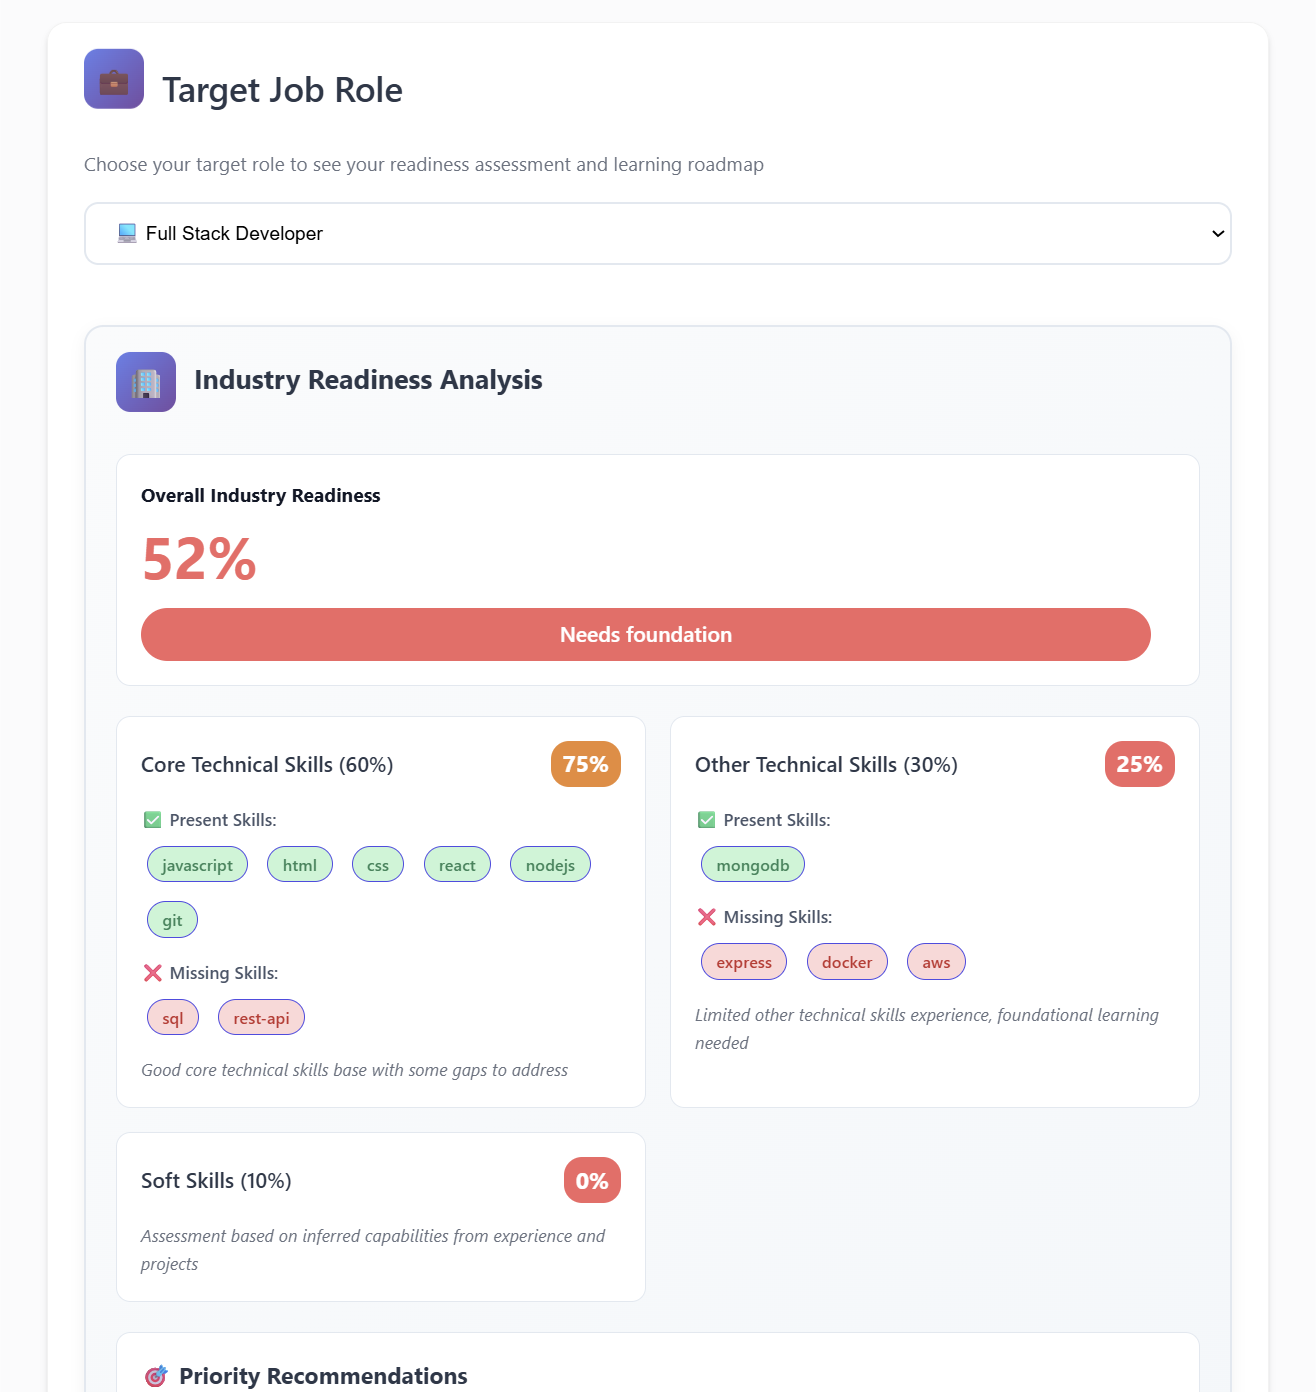 Target Job Role
Choose your target role to see your readiness assessment and learning roadmap
Full Stack Developer
Industry Readiness Analysis
Overall Industry Readiness
52%
Needs foundation
Core Technical Skills (60%)
75%
Present Skills:
javascript html css react nodejs
git
Missing Skills:
sql rest-api
Good core technical skills base with some gaps to address
Other Technical Skills (30%)
25%
Present Skills:
mongodb
Missing Skills:
express docker aws
Limited other technical skills experience, foundational learning
needed
Soft Skills (10%)
0%
Assessment based on inferred capabilities from experience and
projects
Priority Recommendations